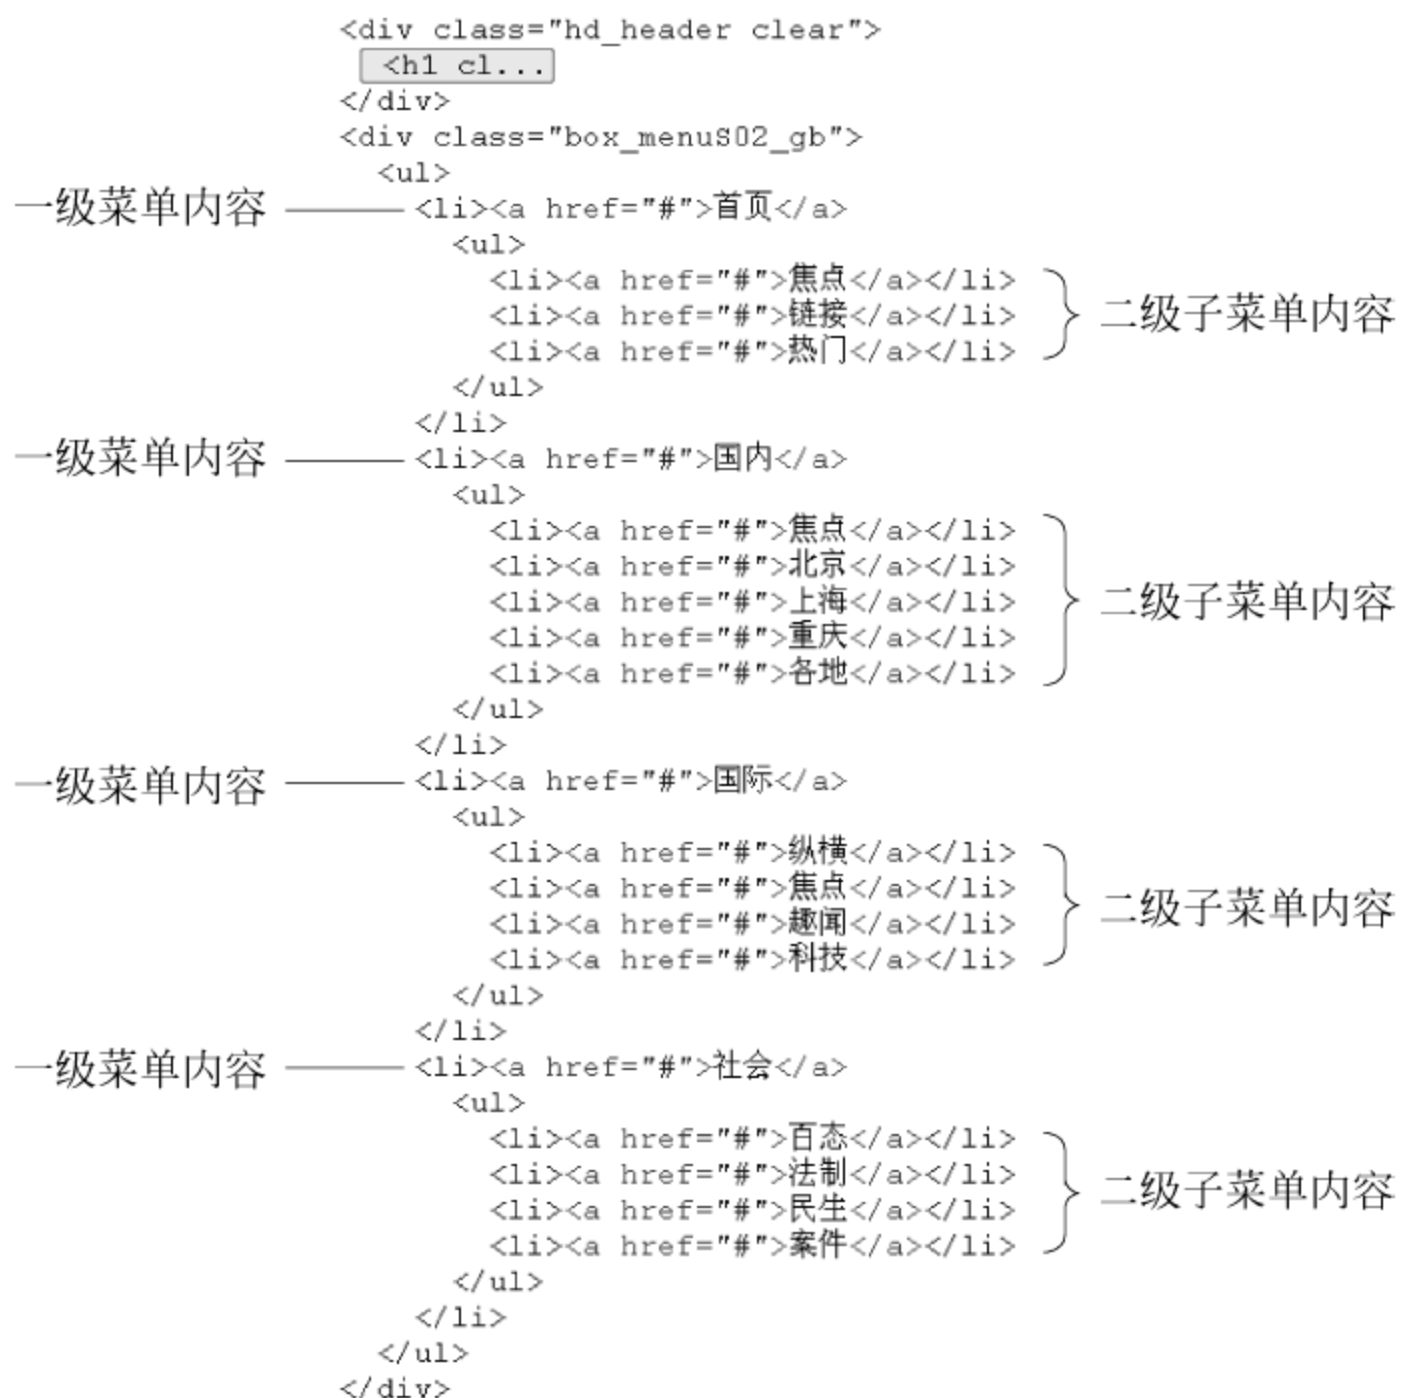 <div class="hd_header clear">
<h1 cl...
</div>
<div class="box_menuS02_gb">
<ul>
一级菜单内容 <li><a href="#">首页</a>
<ul>
<li><a href="#">焦点</a></li>
<li><a href="#">链接</a></li> 二级子菜单内容
<li><a href="#">热门</a></li>
</ul>
</li>
一级菜单内容 <li><a href="#">国内</a>
<ul>
<li><a href="#">焦点</a></li>
<li><a href="#">北京</a></li>
<li><a href="#">上海</a></li> 二级子菜单内容
<li><a href="#">重庆</a></li>
<li><a href="#">各地</a></li>
</ul>
</li>
一级菜单内容 <li><a href="#">国际</a>
<ul>
<li><a href="#">纵横</a></li>
<li><a href="#">焦点</a></li>
二级子菜单内容
<li><a href="#">趣闻</a></li>
<li><a href="#">科技</a></li>
</ul>
</li>
一级菜单内容 <li><a href="#">社会</a>
<ul>
<li><a href="#">百态</a></li>
<li><a href="#">法制</a></li>
二级子菜单内容
<li><a href="#">民生</a></li>
<li><a href="#">案件</a></li>
</ul>
</li>
</ul>
</div>